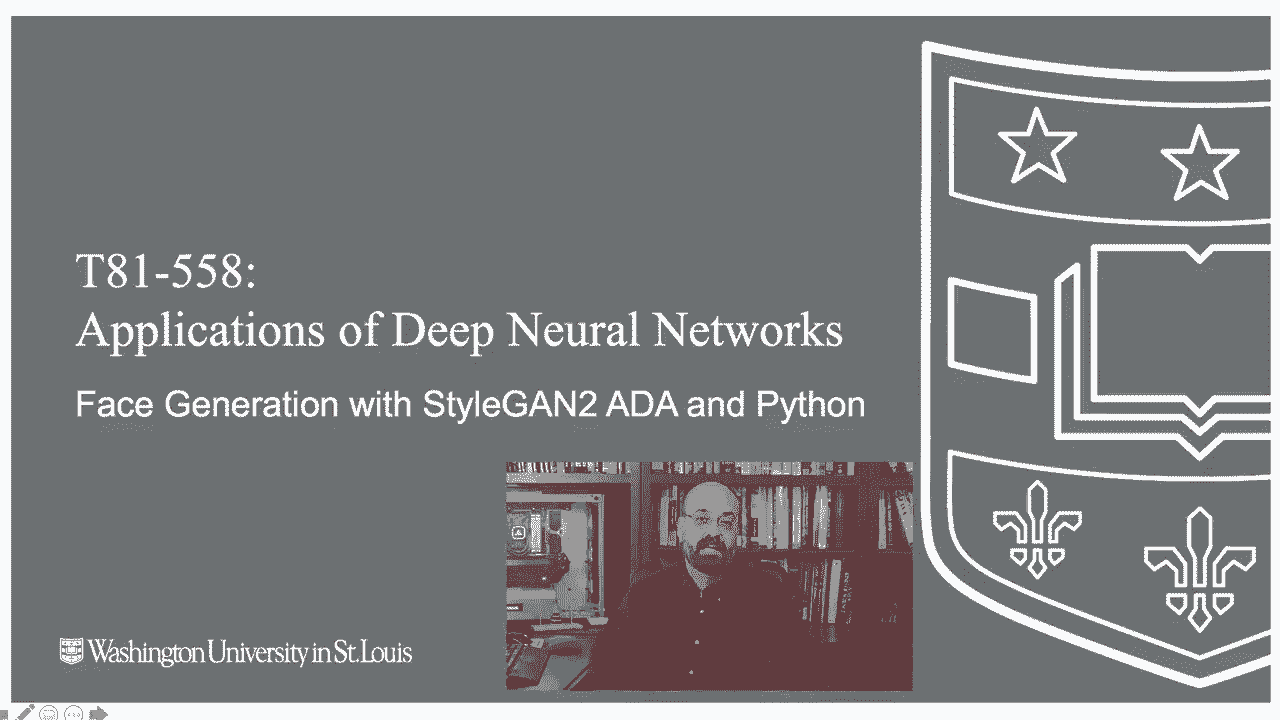 T81-558:
Applications of Deep Neural Networks
Face Generation with StyleGAN2 ADA and Python
Washington University in St. Louis